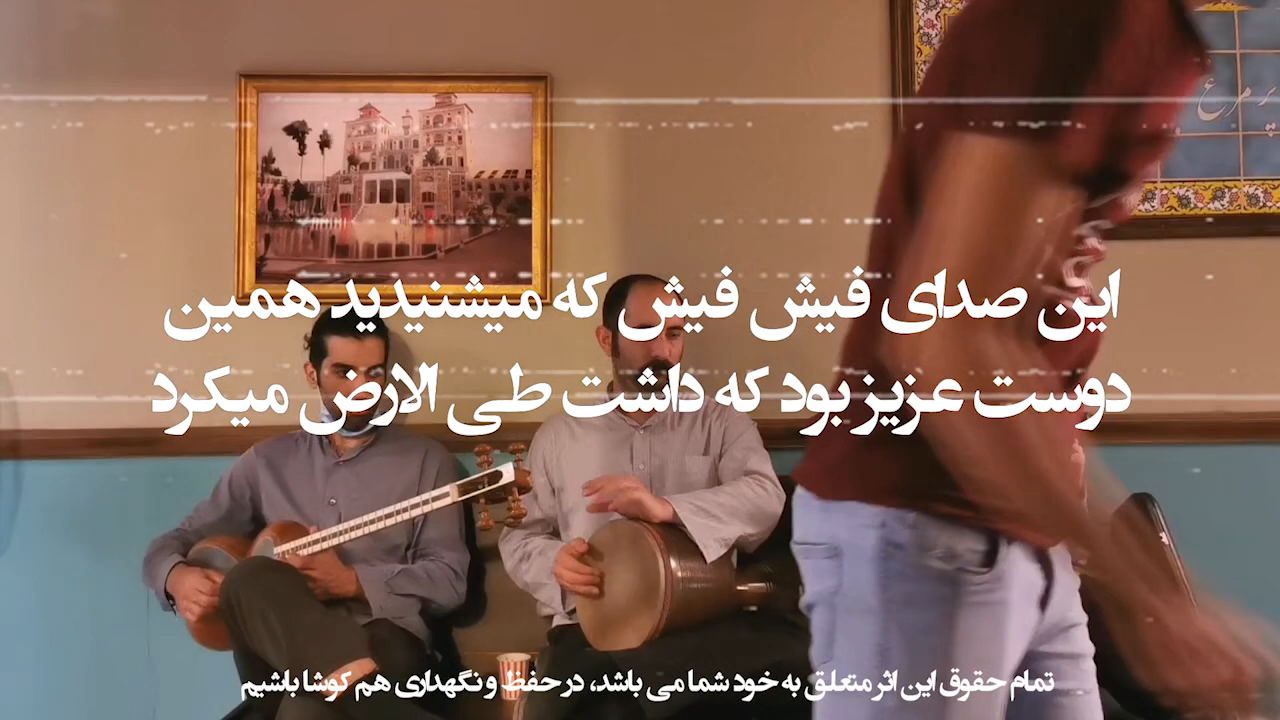 این صدای فیش فیش که میشنیدید همین
دوست عزیز بود که داشت طی الارض میکرد
تمام حقوق این اثر متعلق به خود شما می باشد، در حفظ و نگهداری هم کوشا باشیم